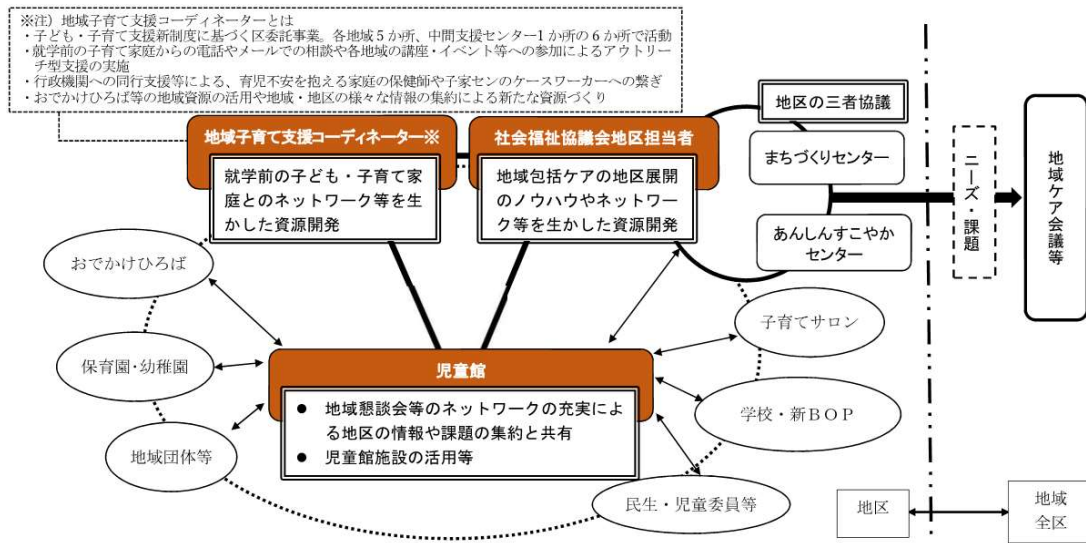 ※注）地域子育て支援コーディネーターとは
・子ども・子育て支援新制度に基づく区委託事業。各地域５か所、中間支援センター1か所の６か所で活動
・就学前の子育て家庭からの電話やメールでの相談や各地域の講座・イベント等への参加によるアウトリー
チ型支援の実施
・行政機関への同行支援等による、育児不安を抱える家庭の保健師や子家センのケースワーカーへの繋ぎ
・おでかけひろば等の地域資源の活用や地域・地区の様々な情報の集約による新たな資源づくり
地域子育て支援コーディネーター※
就学前の子ども・子育て家
庭とのネットワーク等を生
かした資源開発
社会福祉協議会地区担当者
地域包括ケアの地区展開
のノウハウやネットワー
ク等を生かした資源開発
地区の三者協議
まちづくりセンター
あんしんすこやか
センター
ニーズ・課題
地域ケア会議等
おでかけひろば
保育園・幼稚園
地域団体等
児童館
● 地域懇談会等のネットワークの充実によ
る地区の情報や課題の集約と共有
● 児童館施設の活用等
子育てサロン
学校・新ＢＯＰ
民生・児童委員等
地区
地域
全区